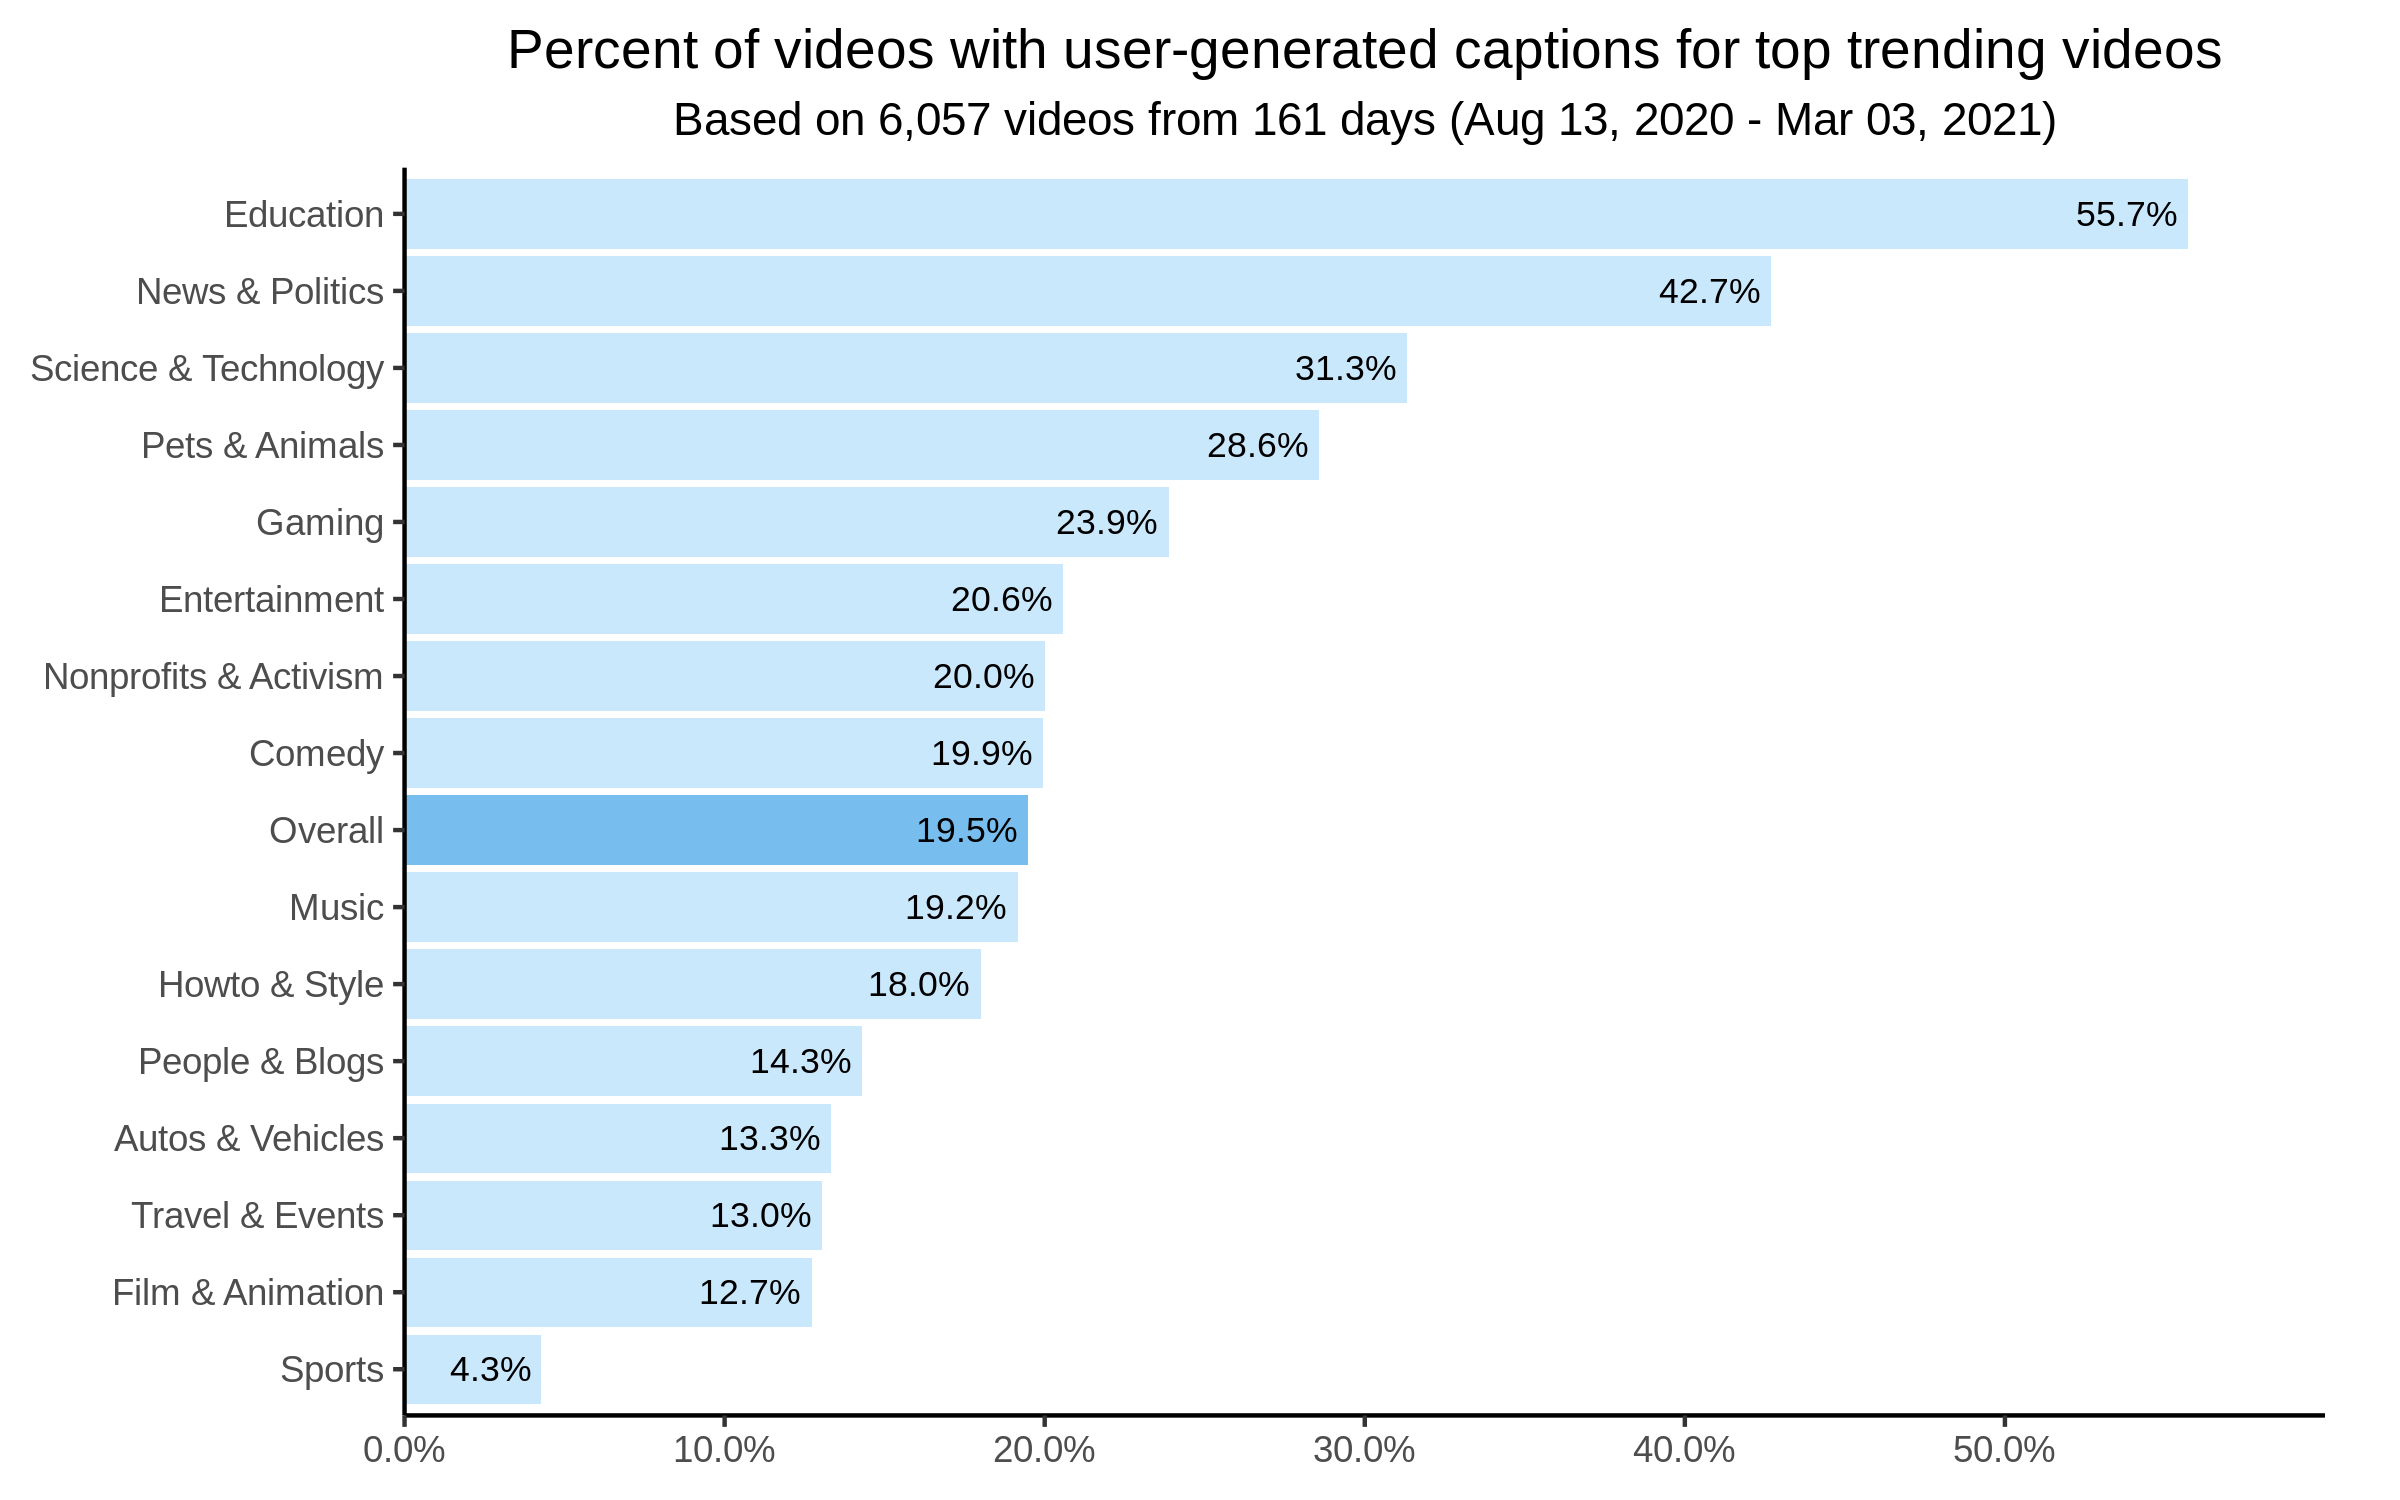 Percent of videos with user-generated captions for top trending videos
Based on 6,057 videos from 161 days (Aug 13, 2020 - Mar 03, 2021)
Education 55.7%
News & Politics 42.7%
Science & Technology 31.3%
Pets & Animals 28.6%
Gaming 23.9%
Entertainment 20.6%
Nonprofits & Activism 20.0%
Comedy 19.9%
Overall 19.5%
Music 19.2%
Howto & Style 18.0%
People & Blogs 14.3%
Autos & Vehicles 13.3%
Travel & Events 13.0%
Film & Animation 12.7%
Sports 4.3%
0.0% 10.0% 20.0% 30.0% 40.0% 50.0%